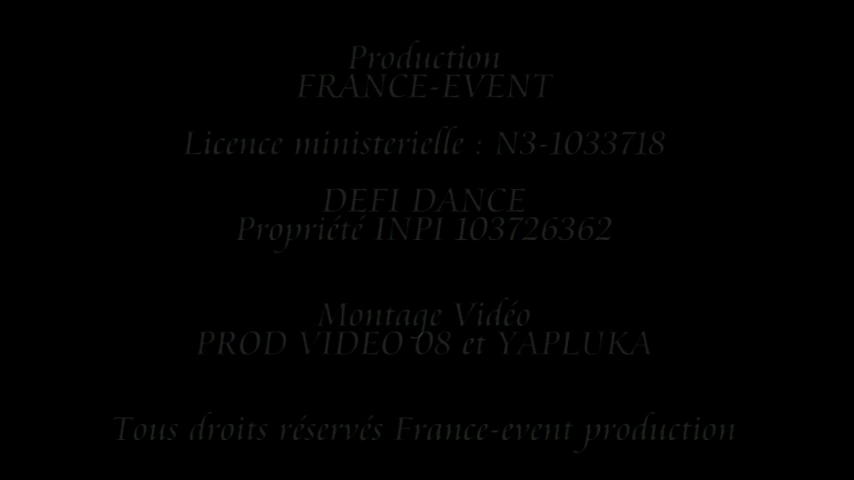 Production
FRANCE-EVENT
Licence ministerielle : N3-1033718
DEFI DANCE
Propriété INPI 103726362
Montage Vidéo
PROD VIDEO 08 et YAPLUKA
Tous droits réservés France-event production